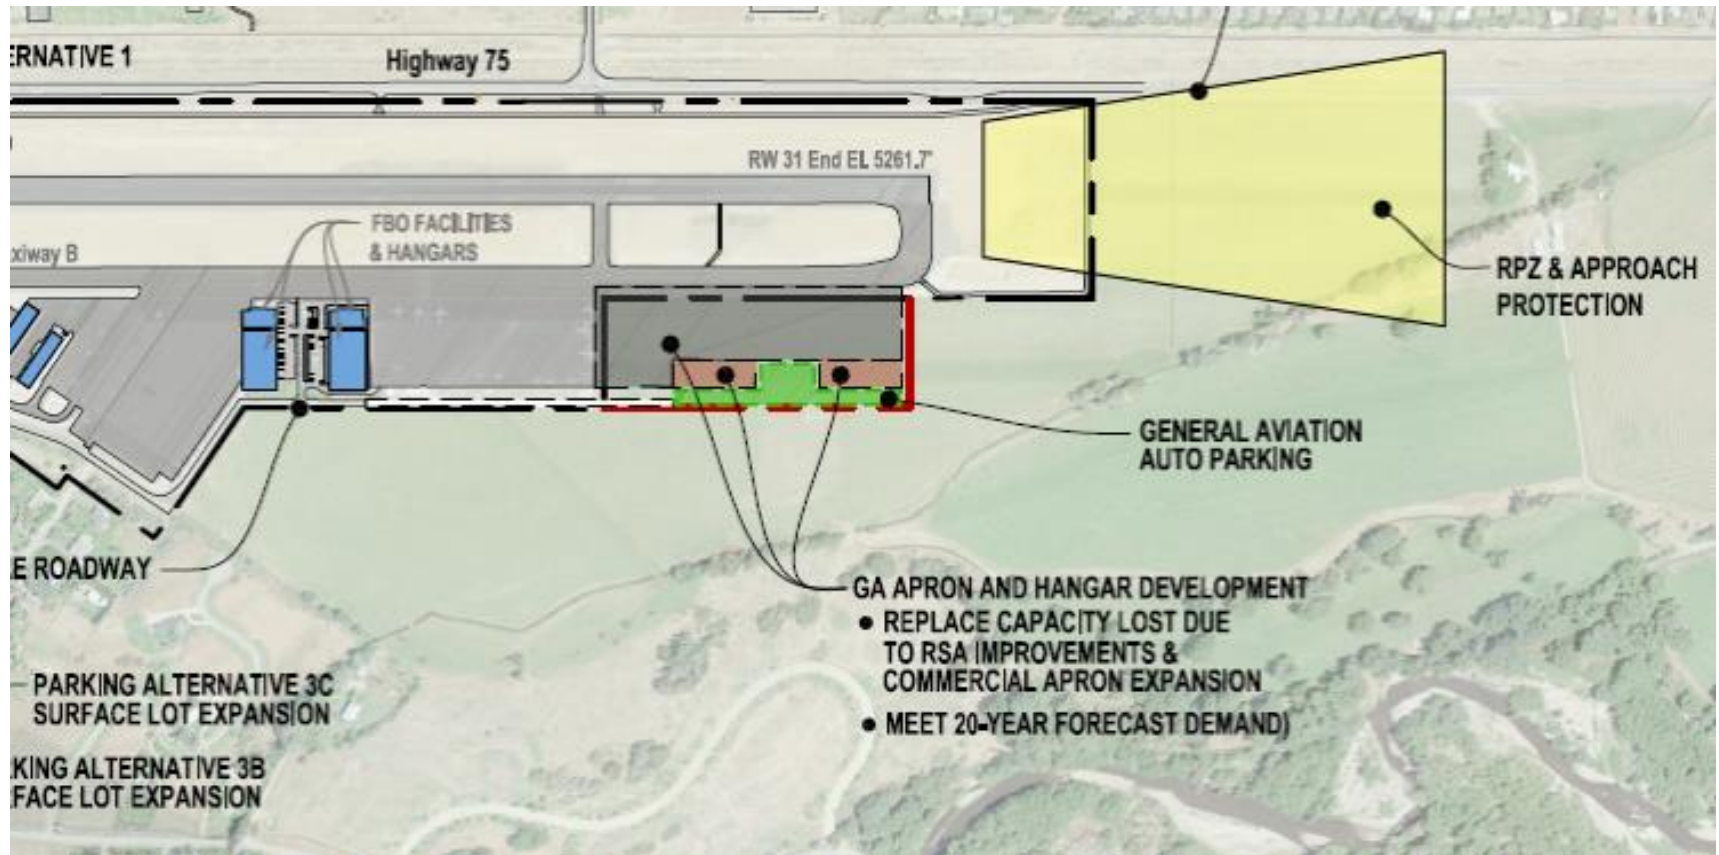 ERNATIVE 1
Highway 75
RW 31 End EL 5261.7'
FBO FACILITIES
& HANGARS
xiway B
RPZ & APPROACH
PROTECTION
GENERAL AVIATION
AUTO PARKING
E ROADWAY
GA APRON AND HANGAR DEVELOPMENT
● REPLACE CAPACITY LOST DUE
TO RSA IMPROVEMENTS &
COMMERCIAL APRON EXPANSION
● MEET 20-YEAR FORECAST DEMAND)
PARKING ALTERNATIVE 3C
SURFACE LOT EXPANSION
KING ALTERNATIVE 3B
FACE LOT EXPANSION